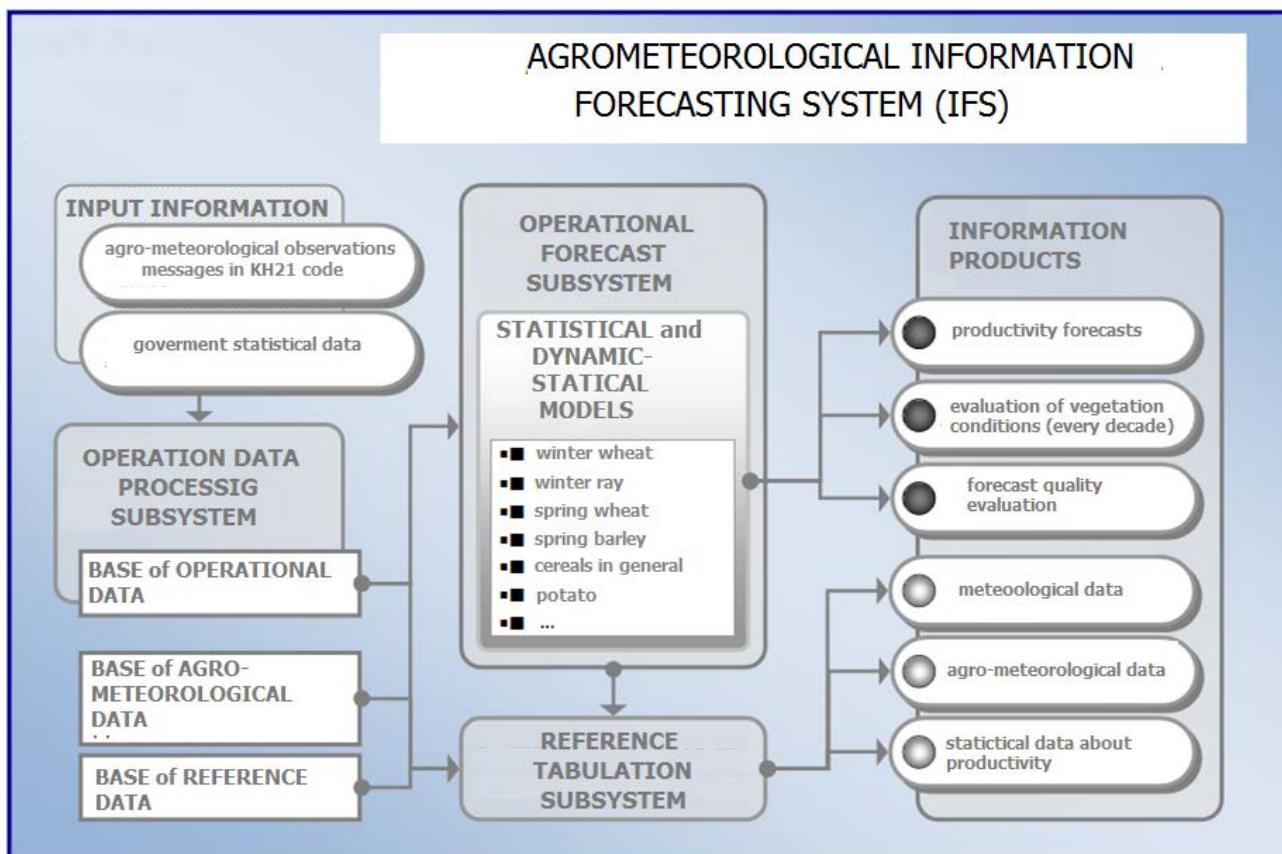 AGROMETEOROLOGICAL INFORMATION
FORECASTING SYSTEM (IFS)
INPUT INFORMATION
agro-meteorological observations
messages in KH21 code
goverment statistical data
OPERATION DATA
PROCESSIG
SUBSYSTEM
BASE of OPERATIONAL
DATA
BASE of AGRO-
METEOROLOGICAL
DATA
BASE of REFERENCE
DATA
OPERATIONAL
FORECAST
SUBSYSTEM
STATISTICAL and
DYNAMIC-
STATICAL
MODELS
winter wheat
winter ray
spring wheat
spring barley
cereals in general
potato
...
REFERENCE
TABULATION
SUBSYSTEM
INFORMATION
PRODUCTS
productivity forecasts
evaluation of vegetation
conditions (every decade)
forecast quality
evaluation
meteoological data
agro-meteorological data
statictical data about
productivity